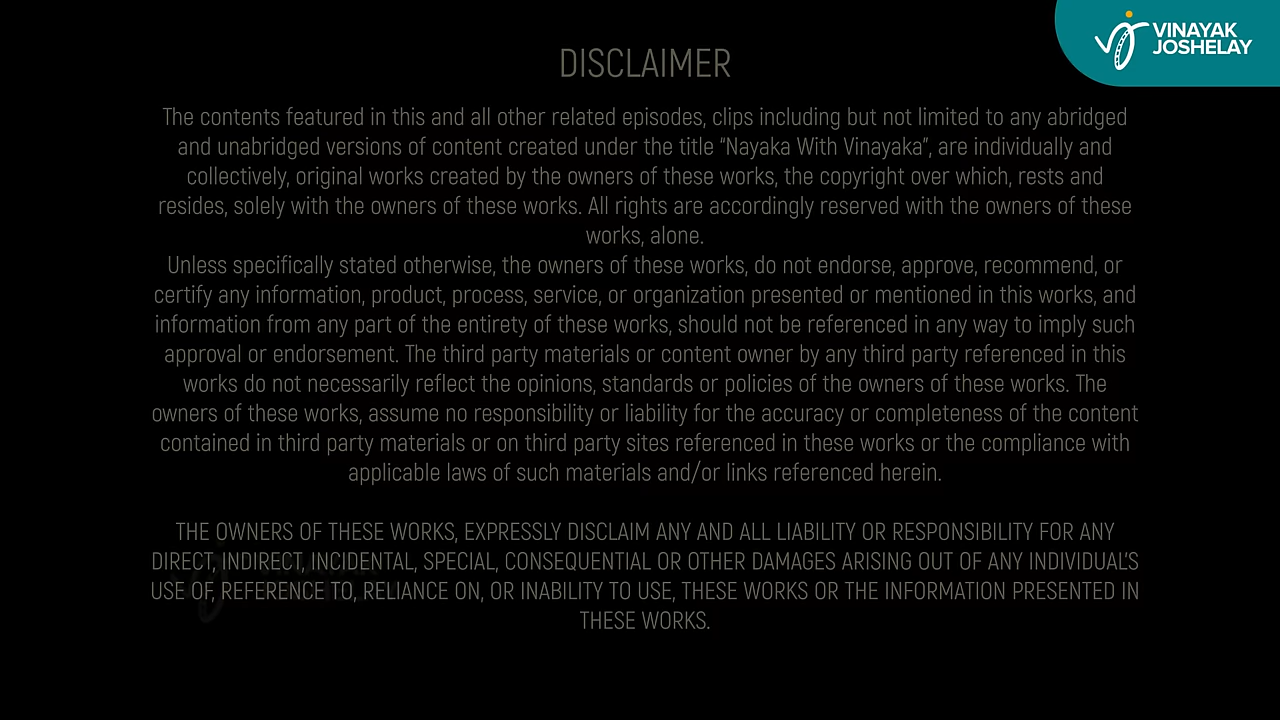 VINAYAK
JOSHELAY
DISCLAIMER
The contents featured in this and all other related episodes, clips including but not limited to any abridged
and unabridged versions of content created under the title “Nayaka With Vinayaka”, are individually and
collectively, original works created by the owners of these works, the copyright over which, rests and
resides, solely with the owners of these works. All rights are accordingly reserved with the owners of these
works, alone.
Unless specifically stated otherwise, the owners of these works, do not endorse, approve, recommend, or
certify any information, product, process, service, or organization presented or mentioned in this works, and
information from any part of the entirety of these works, should not be referenced in any way to imply such
approval or endorsement. The third party materials or content owner by any third party referenced in this
works do not necessarily reflect the opinions, standards or policies of the owners of these works. The
owners of these works, assume no responsibility or liability for the accuracy or completeness of the content
contained in third party materials or on third party sites referenced in these works or the compliance with
applicable laws of such materials and/or links referenced herein.
THE OWNERS OF THESE WORKS, EXPRESSLY DISCLAIM ANY AND ALL LIABILITY OR RESPONSIBILITY FOR ANY
DIRECT, INDIRECT, INCIDENTAL, SPECIAL, CONSEQUENTIAL OR OTHER DAMAGES ARISING OUT OF ANY INDIVIDUAL’S
USE OF, REFERENCE TO, RELIANCE ON, OR INABILITY TO USE, THESE WORKS OR THE INFORMATION PRESENTED IN
THESE WORKS.